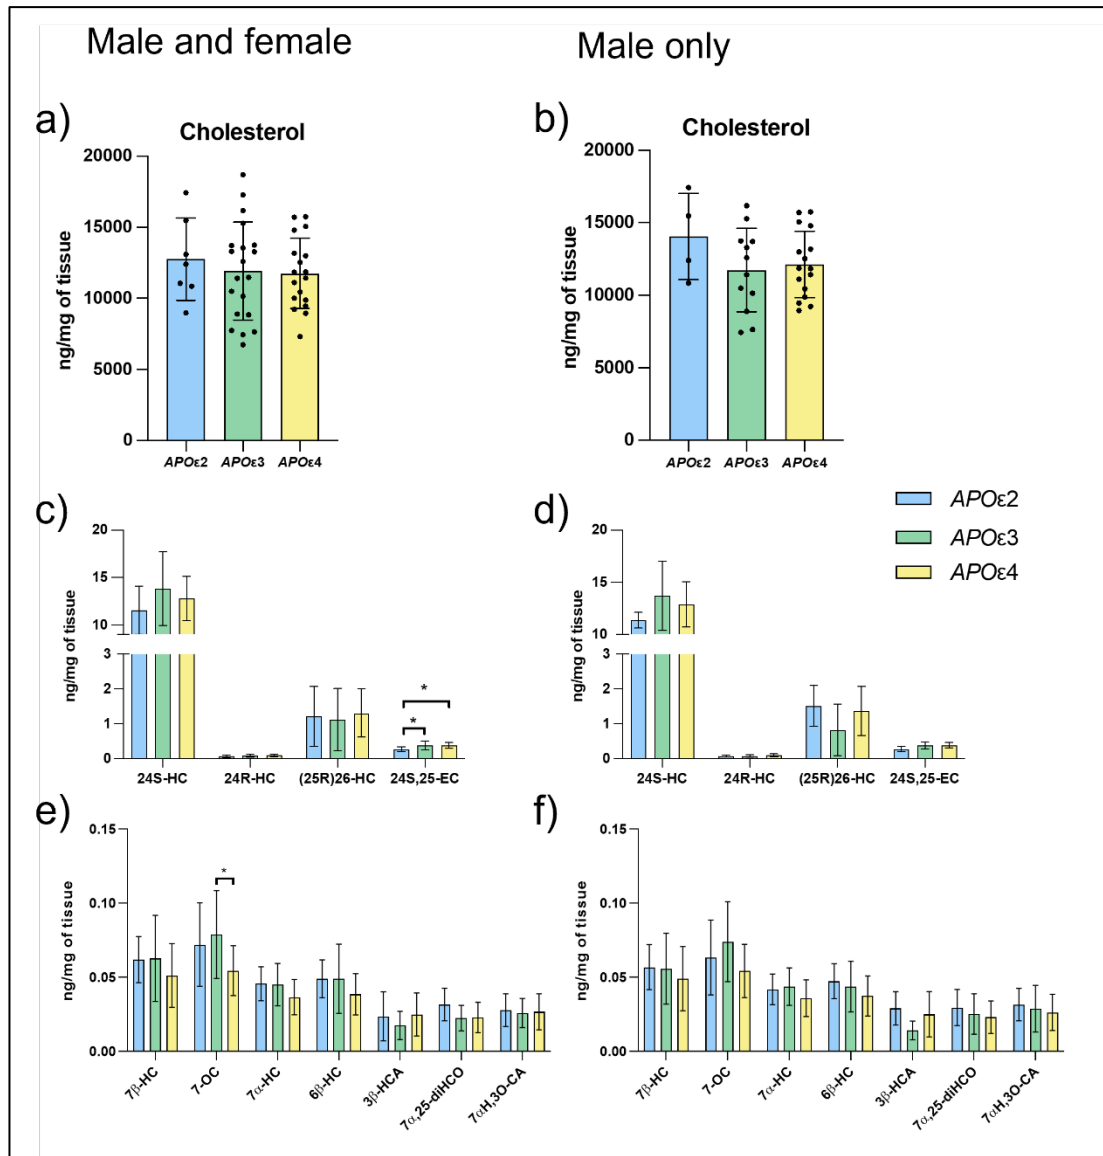 Male and female
Male only
a)
Cholesterol
ng/mg of tissue
20000
15000
10000
5000
0
APOε2 APOε3 APOε4
b)
Cholesterol
ng/mg of tissue
20000
15000
10000
5000
0
APOε2 APOε3 APOε4
APOε2
APOε3
APOε4
c)
ng/mg of tissue
20
15
10
3
2
1
0
*
*
24S-HC 24R-HC (25R)26-HC 24S,25-EC
d)
ng/mg of tissue
20
15
10
3
2
1
0
24S-HC 24R-HC (25R)26-HC 24S,25-EC
e)
ng/mg of tissue
0.15
0.10
0.05
0.00
*
7β-HC
7-OC
7α-HC
6β-HC
3β-HCA
7α,25-diHCO
7αH,3O-CA
f)
ng/mg of tissue
0.15
0.10
0.05
0.00
7β-HC
7-OC
7α-HC
6β-HC
3β-HCA
7α,25-diHCO
7αH,3O-CA